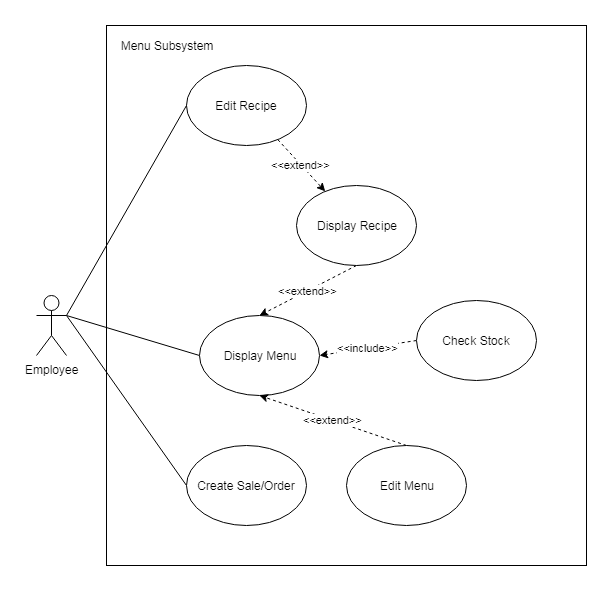 Menu Subsystem
Edit Recipe
<<extend>>
Display Recipe
<<extend>>
Employee
Display Menu
<<include>>
Check Stock
<<extend>>
Create Sale/Order
Edit Menu